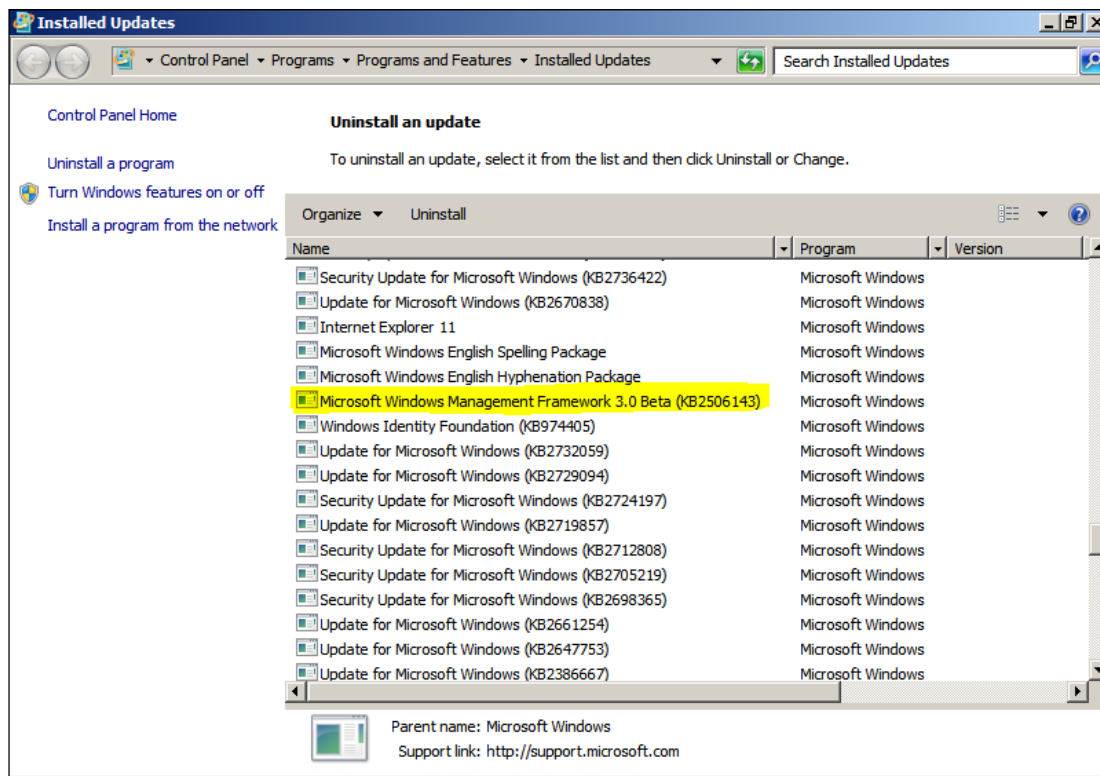 Installed Updates
Control Panel Programs Programs and Features Installed Updates Search Installed Updates
Control Panel Home
Uninstall a program
Turn Windows features on or off
Install a program from the network
Uninstall an update
To uninstall an update, select it from the list and then click Uninstall or Change.
Organize Uninstall
Name Program Version
Security Update for Microsoft Windows (KB2736422) Microsoft Windows
Update for Microsoft Windows (KB2670838) Microsoft Windows
Internet Explorer 11 Microsoft Windows
Microsoft Windows English Spelling Package Microsoft Windows
Microsoft Windows English Hyphenation Package Microsoft Windows
Microsoft Windows Management Framework 3.0 Beta (KB2506143) Microsoft Windows
Windows Identity Foundation (KB974405) Microsoft Windows
Update for Microsoft Windows (KB2732059) Microsoft Windows
Update for Microsoft Windows (KB2729094) Microsoft Windows
Security Update for Microsoft Windows (KB2724197) Microsoft Windows
Update for Microsoft Windows (KB2719857) Microsoft Windows
Security Update for Microsoft Windows (KB2712808) Microsoft Windows
Security Update for Microsoft Windows (KB2705219) Microsoft Windows
Security Update for Microsoft Windows (KB2698365) Microsoft Windows
Update for Microsoft Windows (KB2661254) Microsoft Windows
Update for Microsoft Windows (KB2647753) Microsoft Windows
Update for Microsoft Windows (KB2386667) Microsoft Windows
Parent name: Microsoft Windows
Support link: http://support.microsoft.com